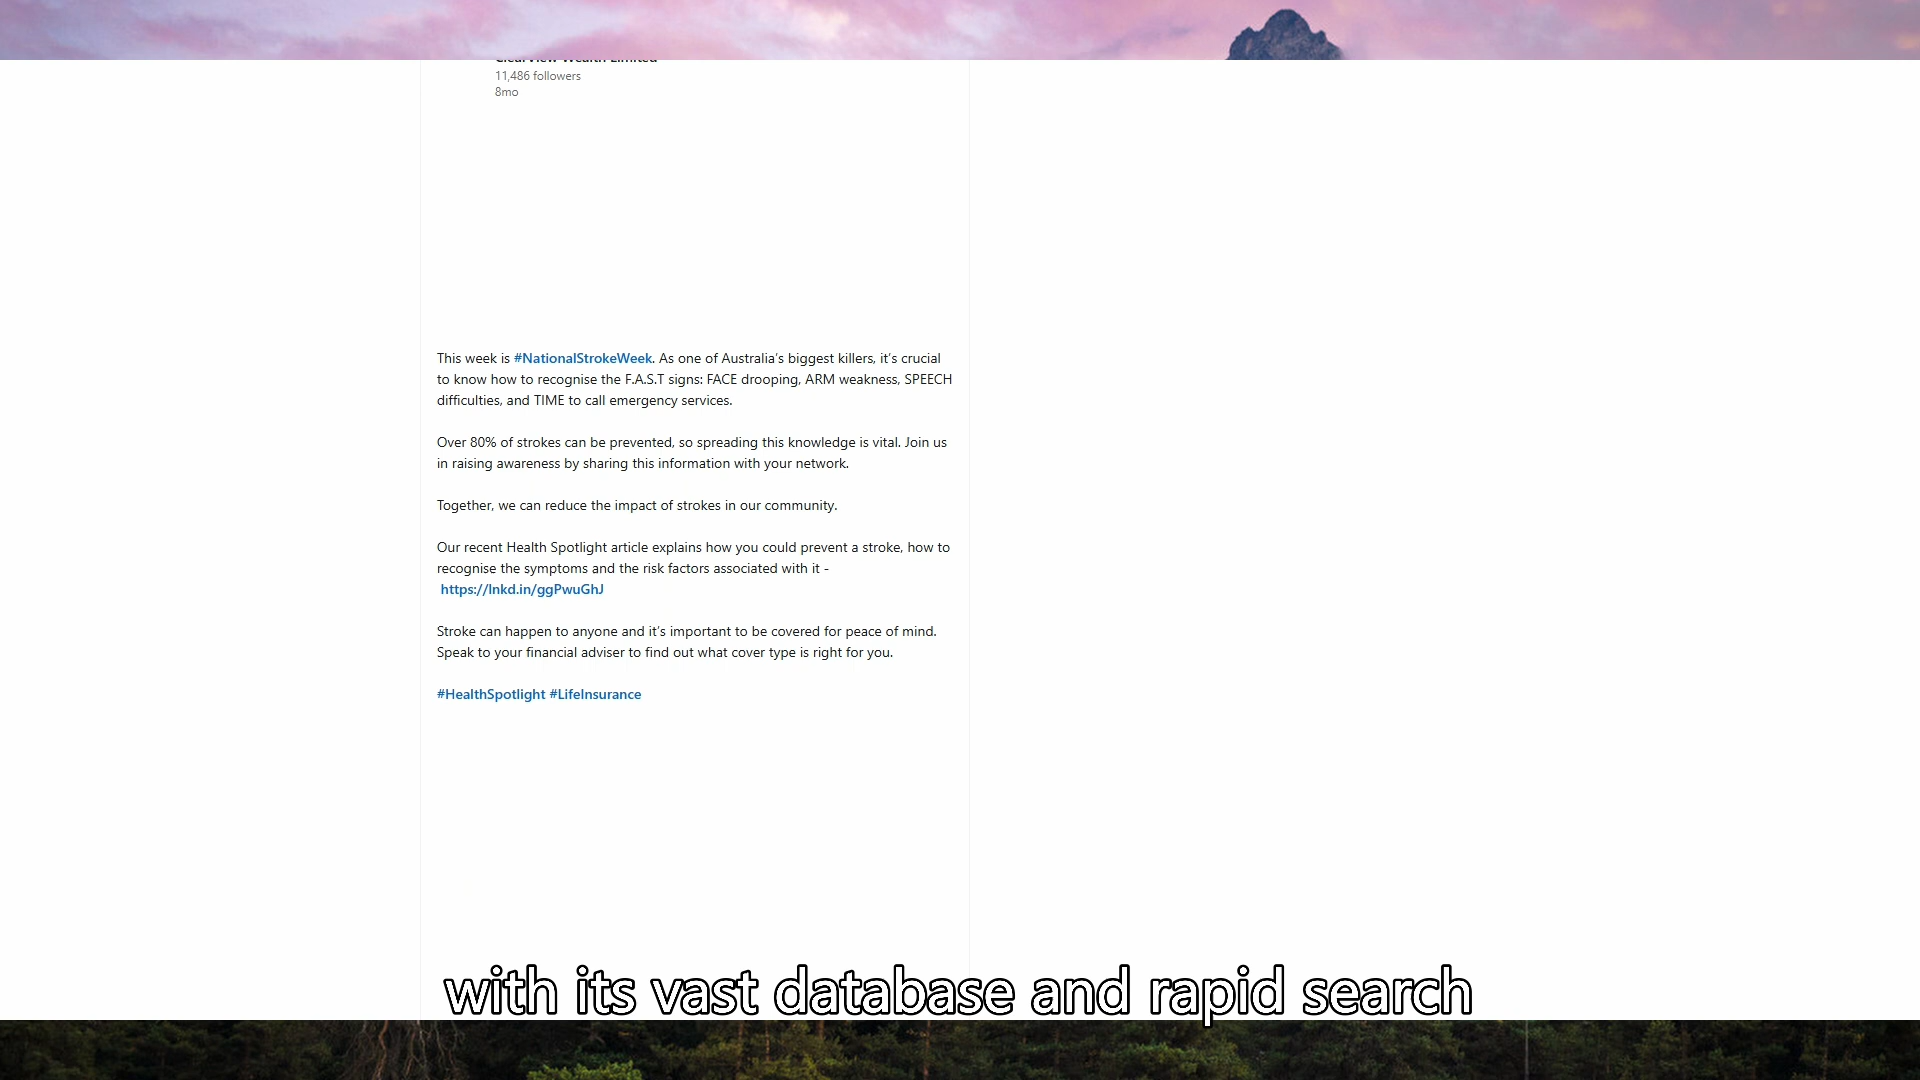 ClearView Wealth Limited
11,486 followers
8mo
This week is #NationalStrokeWeek. As one of Australia's biggest killers, it's crucial
to know how to recognise the F.A.S.T signs: FACE drooping, ARM weakness, SPEECH
difficulties, and TIME to call emergency services.
Over 80% of strokes can be prevented, so spreading this knowledge is vital. Join us
in raising awareness by sharing this information with your network.
Together, we can reduce the impact of strokes in our community.
Our recent Health Spotlight article explains how you could prevent a stroke, how to
recognise the symptoms and the risk factors associated with it -
https://lnkd.in/ggPwuGhJ
Stroke can happen to anyone and it's important to be covered for peace of mind.
Speak to your financial adviser to find out what cover type is right for you.
#HealthSpotlight #LifeInsurance
with its vast database and rapid search